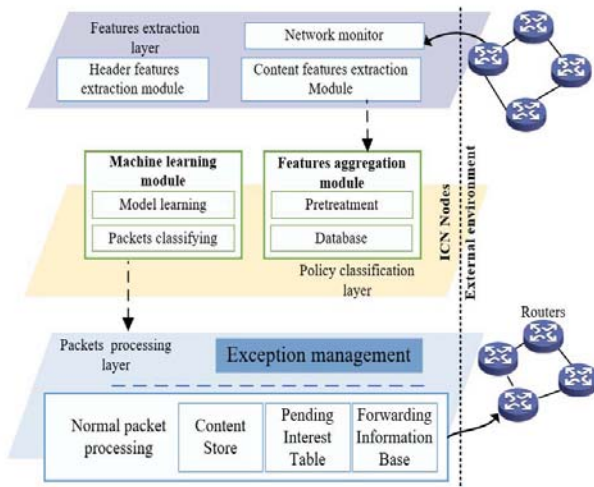 Features extraction
layer
Network monitor
Header features
extraction module
Content features extraction
Module
Machine learning
module
Model learning
Packets classifying
Features aggregation
module
Pretreatment
Database
Policy classification
layer
ICN Nodes
External environment
Routers
Packets processing
layer
Exception management
Normal packet
processing
Content
Store
Pending
Interest
Table
Forwarding
Information
Base